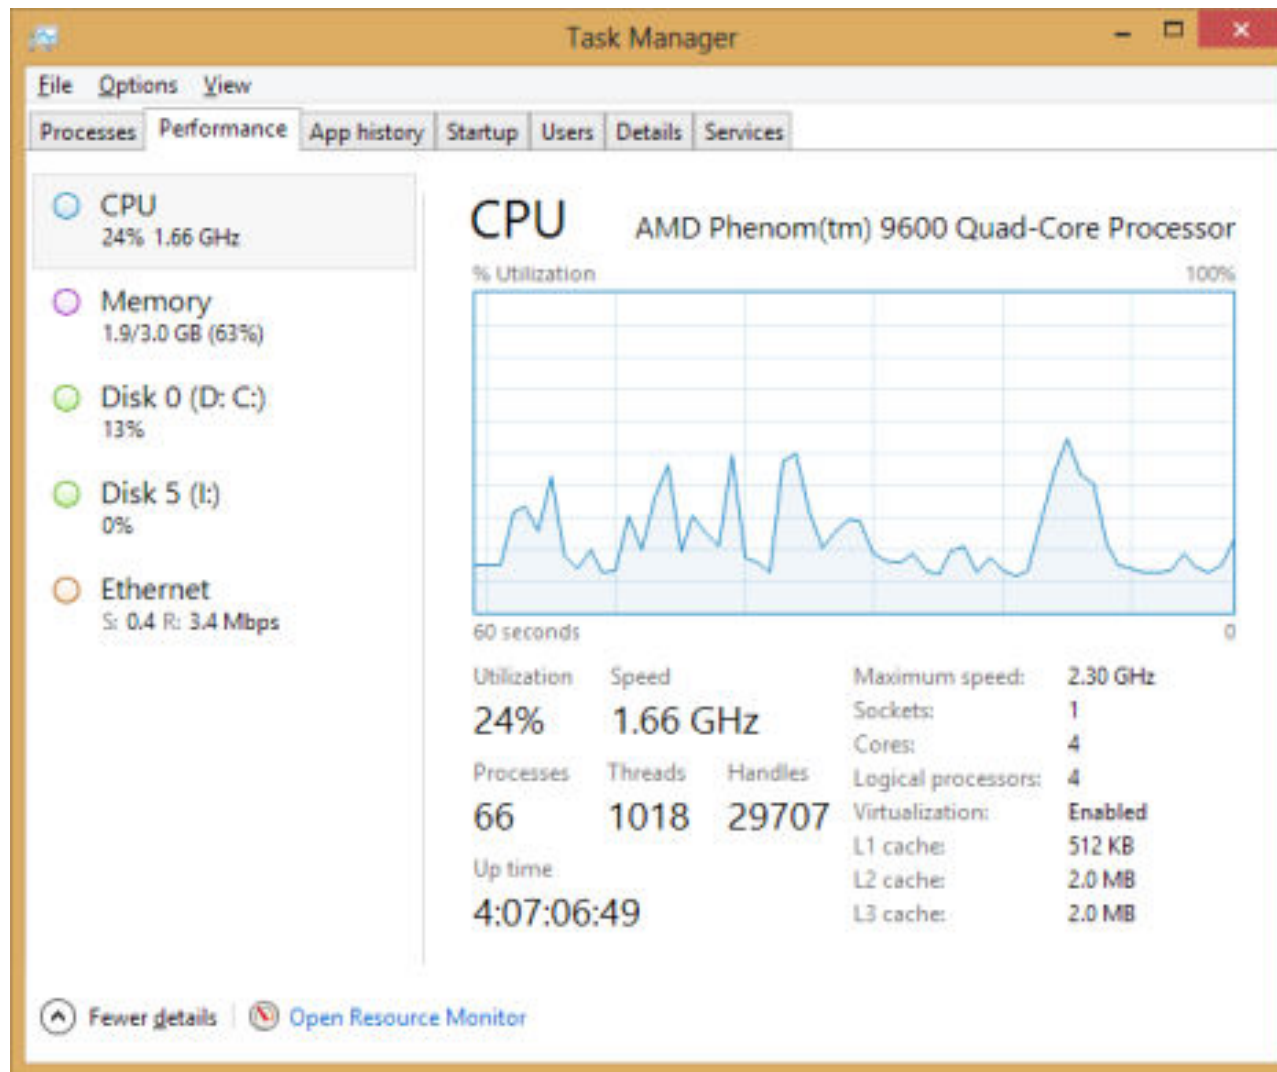 Task Manager
File Options View
Processes Performance App history Startup Users Details Services
CPU
24% 1.66 GHz
Memory
1.9/3.0 GB (63%)
Disk 0 (D: C:)
13%
Disk 5 (I:)
0%
Ethernet
S: 0.4 R: 3.4 Mbps
CPU AMD Phenom(tm) 9600 Quad-Core Processor
% Utilization 100%
60 seconds 0
Utilization Speed
24% 1.66 GHz
Processes Threads Handles
66 1018 29707
Up time
4:07:06:49
Maximum speed: 2.30 GHz
Sockets: 1
Cores: 4
Logical processors: 4
Virtualization: Enabled
L1 cache: 512 KB
L2 cache: 2.0 MB
L3 cache: 2.0 MB
Fewer details Open Resource Monitor